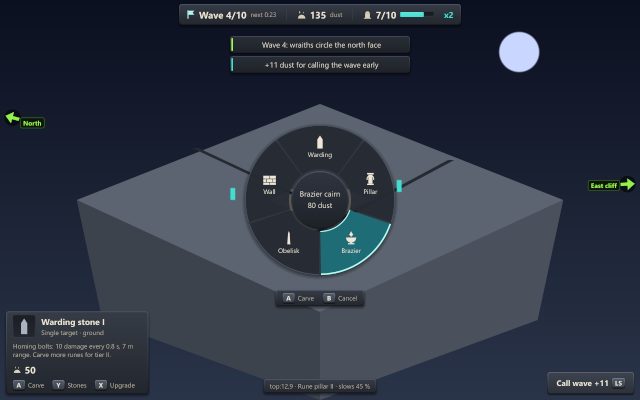 Wave 4/10 next 0:23 135 dust 7/10 x2
Wave 4: wraiths circle the north face
+11 dust for calling the wave early
North
East cliff
Warding
Wall
Pillar
Brazier cairn
80 dust
Obelisk
Brazier
A Carve B Cancel
Warding stone I
Single target · ground
Homing bolts: 10 damage every 0.8 s, 7 m
range. Carve more runes for tier II.
50
A Carve Y Stones X Upgrade
top:12.9 · Rune pillar II · slows 45 %
Call wave +11 LS